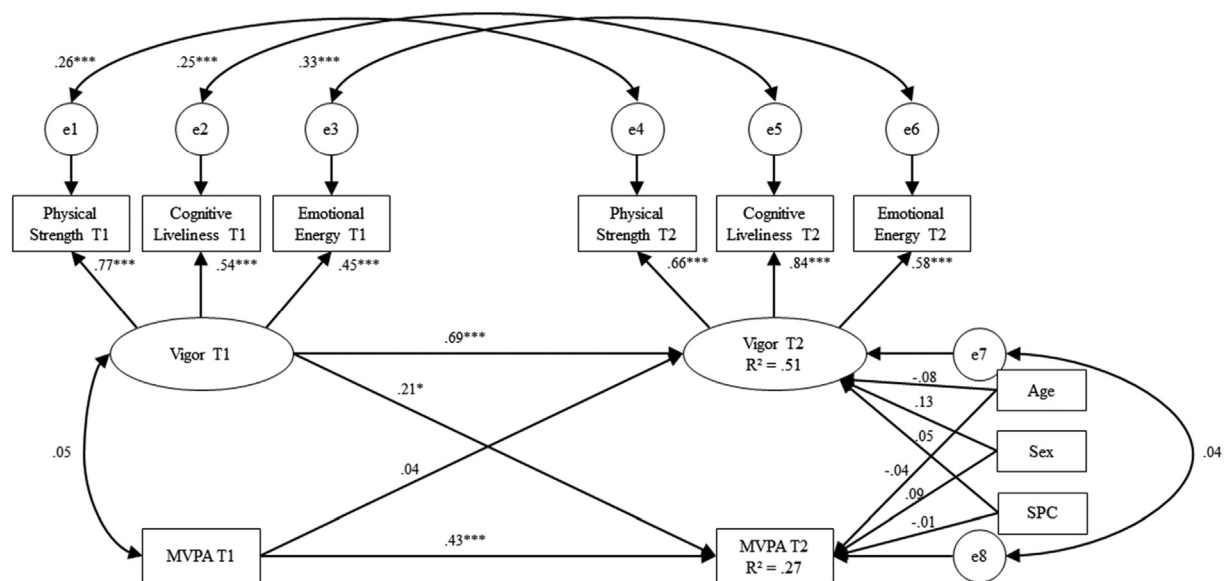 .26***
.25***
.33***
e1
e2
e3
e4
e5
e6
Physical
Strength T1
Cognitive
Liveliness T1
Emotional
Energy T1
Physical
Strength T2
Cognitive
Liveliness T2
Emotional
Energy T2
.77***
.54***
.45***
.66***
.84***
.58***
Vigor T1
.69***
Vigor T2
R² = .51
e7
.21*
-.08
Age
.13
.05
.05
Sex
.04
.04
-.04
.09
SPC
-.01
MVPA T1
.43***
MVPA T2
R² = .27
e8